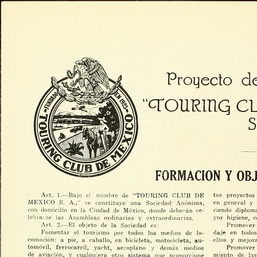 TOURING CLUB DE MEXICO
Proyecto de
"TOURING CL
S
FORMACION Y OBJ
Art. 1.—Bajo el nombre de "TOURING CLUB DE
MEXICO S. A.," se constituye una Sociedad Anónima,
con domicilio en la Ciudad de México, donde deberán ce-
lebrarse las Asambleas ordinarias y extraordinarias.
Art. 2.—El objeto de la Sociedad es:
Fomentar el turismo por todos los medios de lo-
comoción: a pie, a caballo, en bicicleta, motocicleta, au-
tomóvil, ferrocarril, yacht, aeroplano y demás medios
de aviación, y cualquiera otro sistema que proporcione
tos proyectos
en general y
ciendo diplom
yor higiene, co
Promover
daje en todos
ellos y mejora
Promover